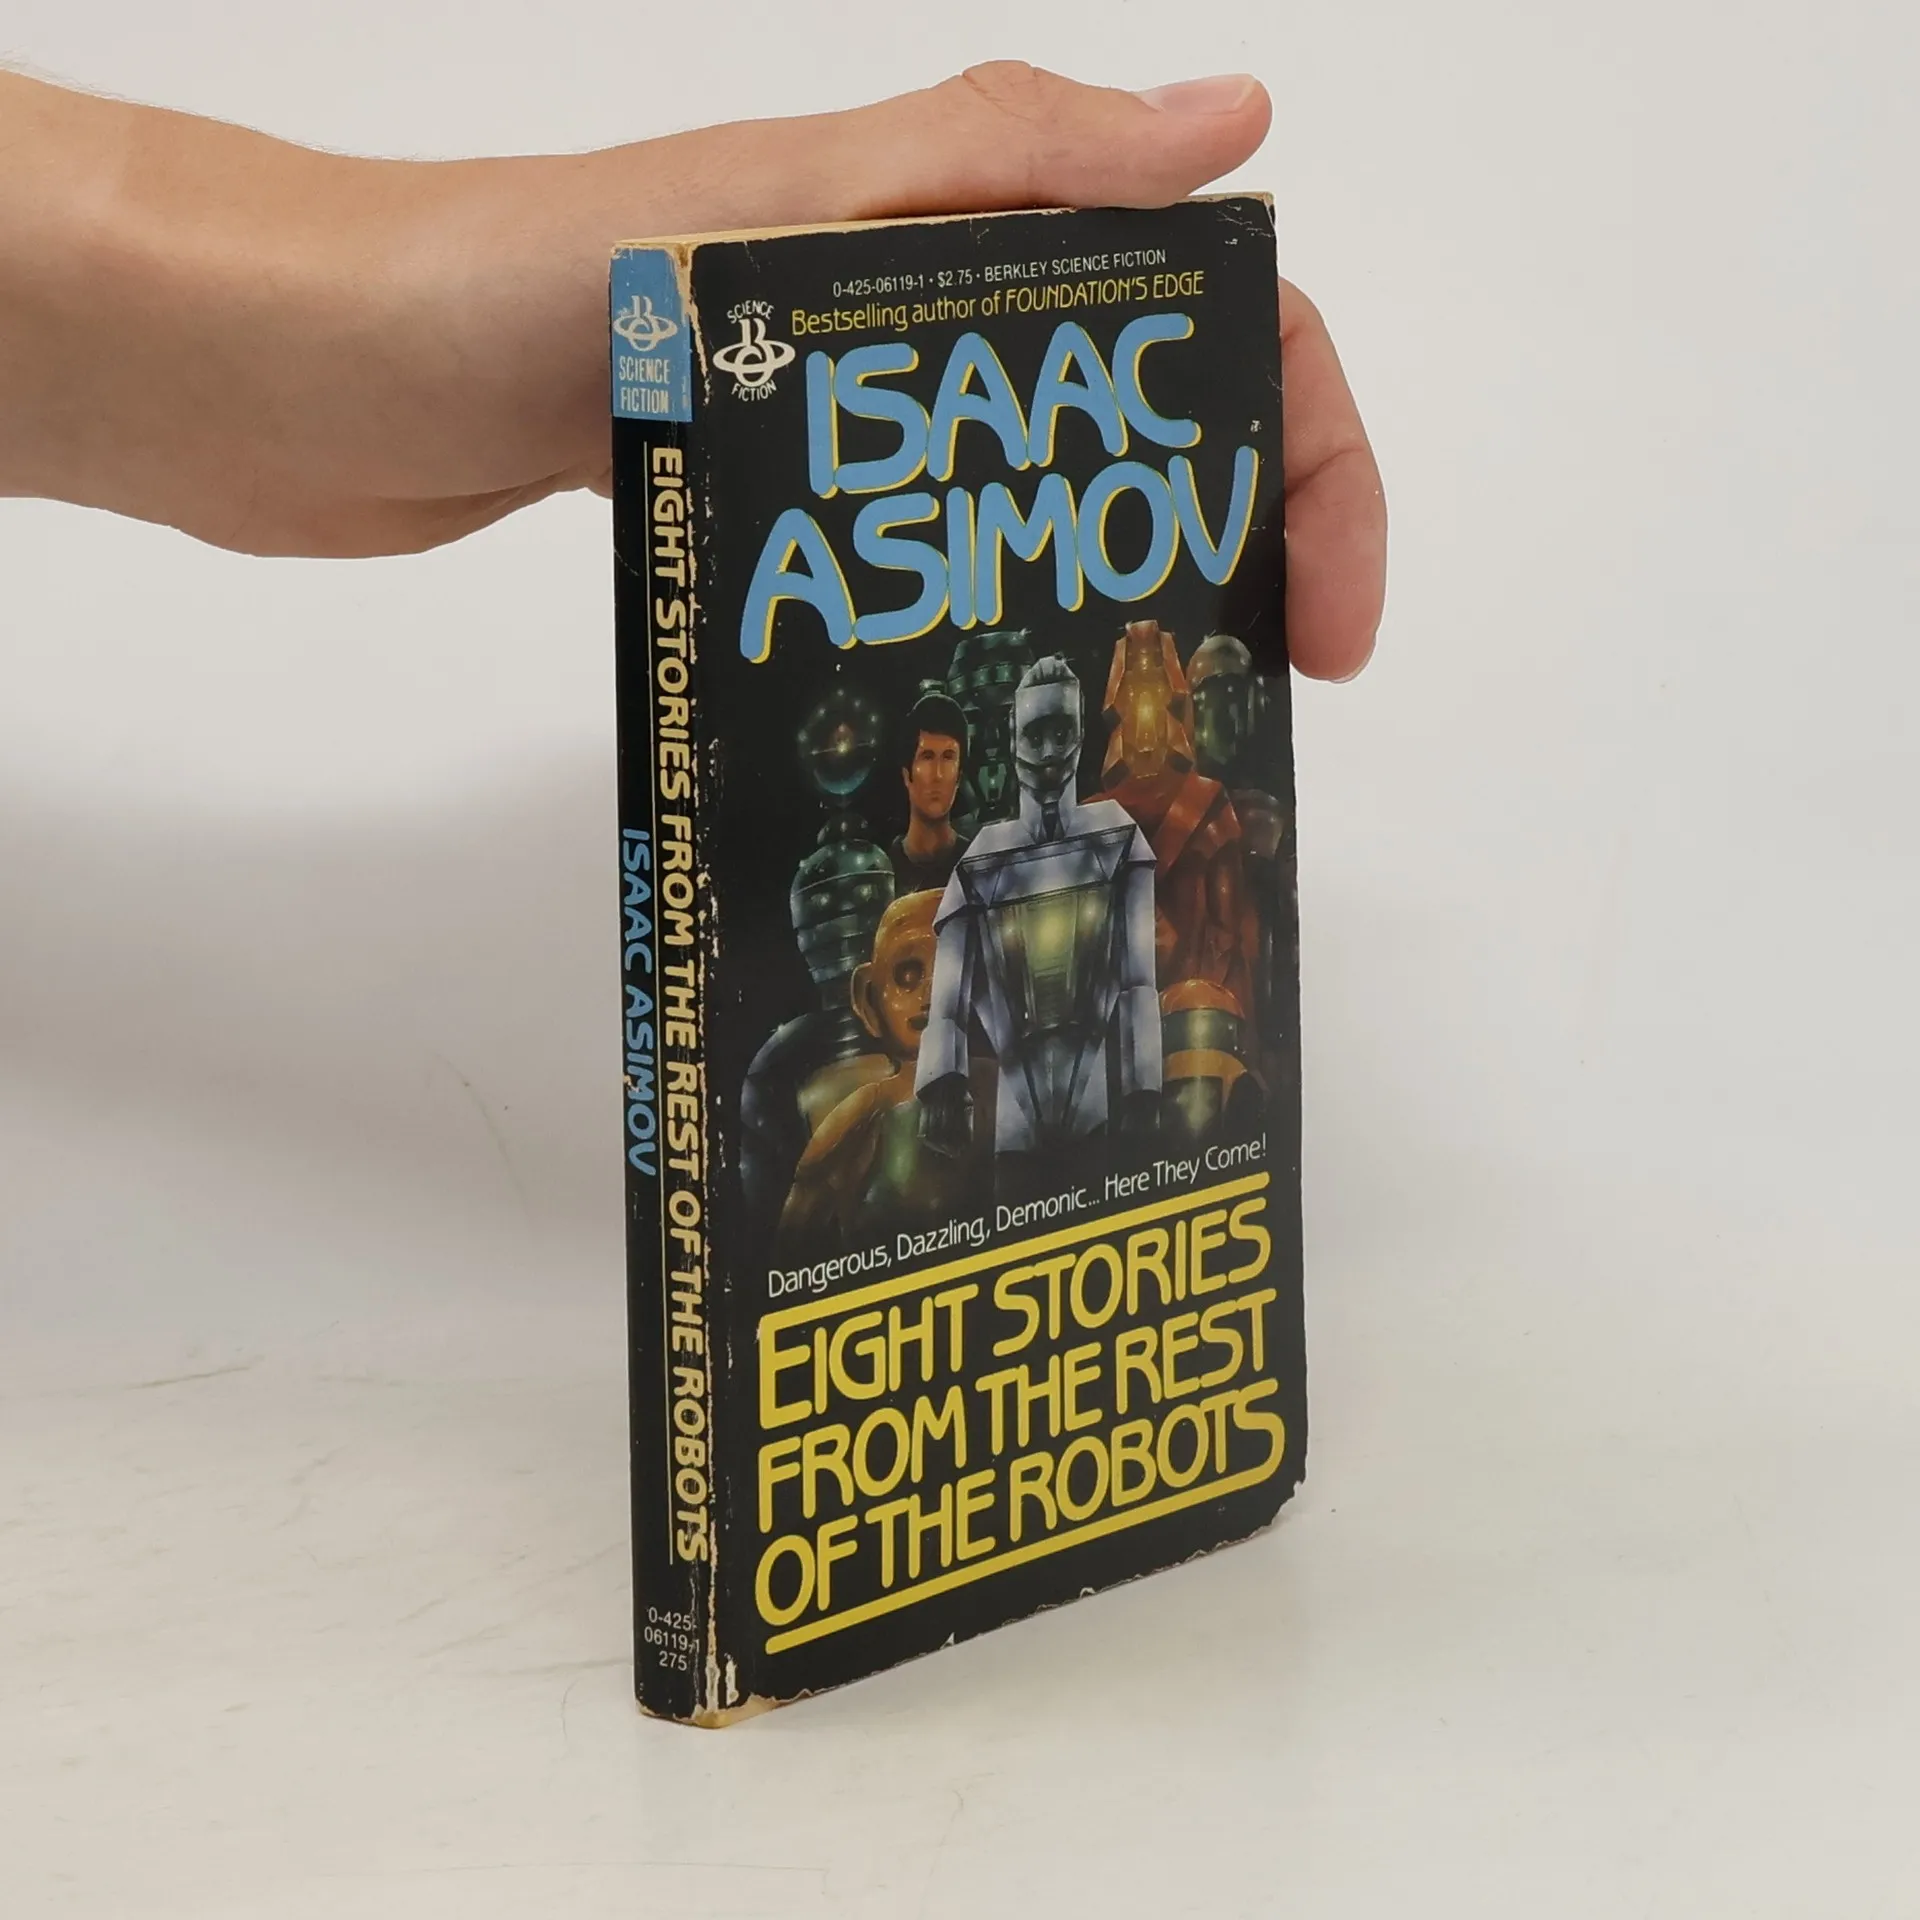 SCIENCE
FICTION
EIGHT STORIES FROM THE REST OF THE ROBOTS
ISAAC ASIMOV
0-425-
06119-1
275
0-425-06119-1 • $2.75 • BERKLEY SCIENCE FICTION
Bestselling author of FOUNDATION'S EDGE
SCIENCE
B
FICTION
ISAAC
ASIMOV
Dangerous, Dazzling, Demonic... Here They Come!
EIGHT STORIES
FROM THE REST
OF THE ROBOTS